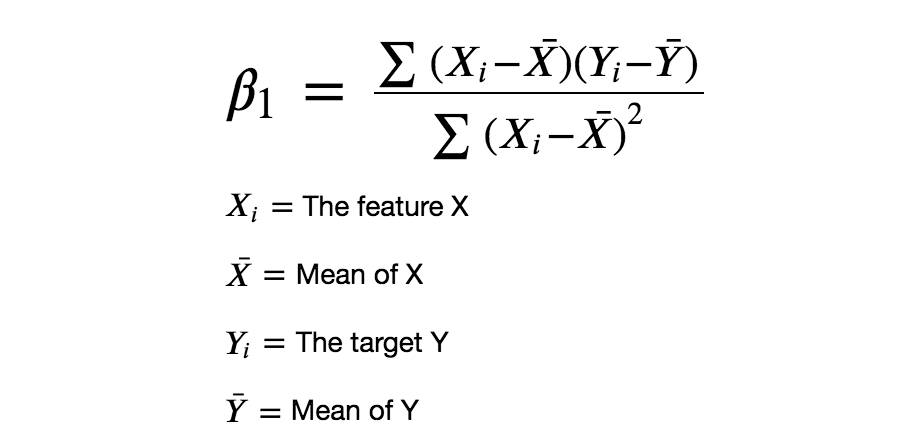 β₁ = ∑ (Xᵢ−X̄)(Yᵢ−Ȳ) / ∑ (Xᵢ−X̄)²
Xᵢ = The feature X
X̄ = Mean of X
Yᵢ = The target Y
Ȳ = Mean of Y